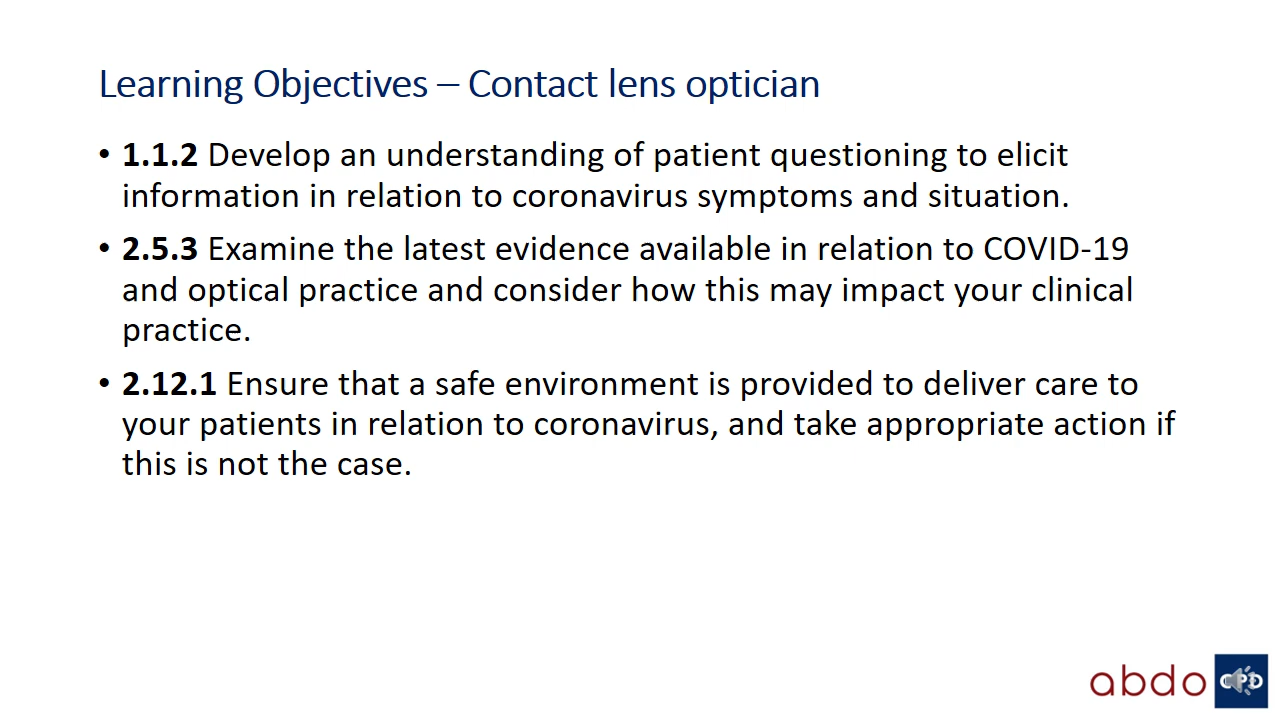 Learning Objectives – Contact lens optician
• 1.1.2 Develop an understanding of patient questioning to elicit
information in relation to coronavirus symptoms and situation.
• 2.5.3 Examine the latest evidence available in relation to COVID-19
and optical practice and consider how this may impact your clinical
practice.
• 2.12.1 Ensure that a safe environment is provided to deliver care to
your patients in relation to coronavirus, and take appropriate action if
this is not the case.
abdo CPD